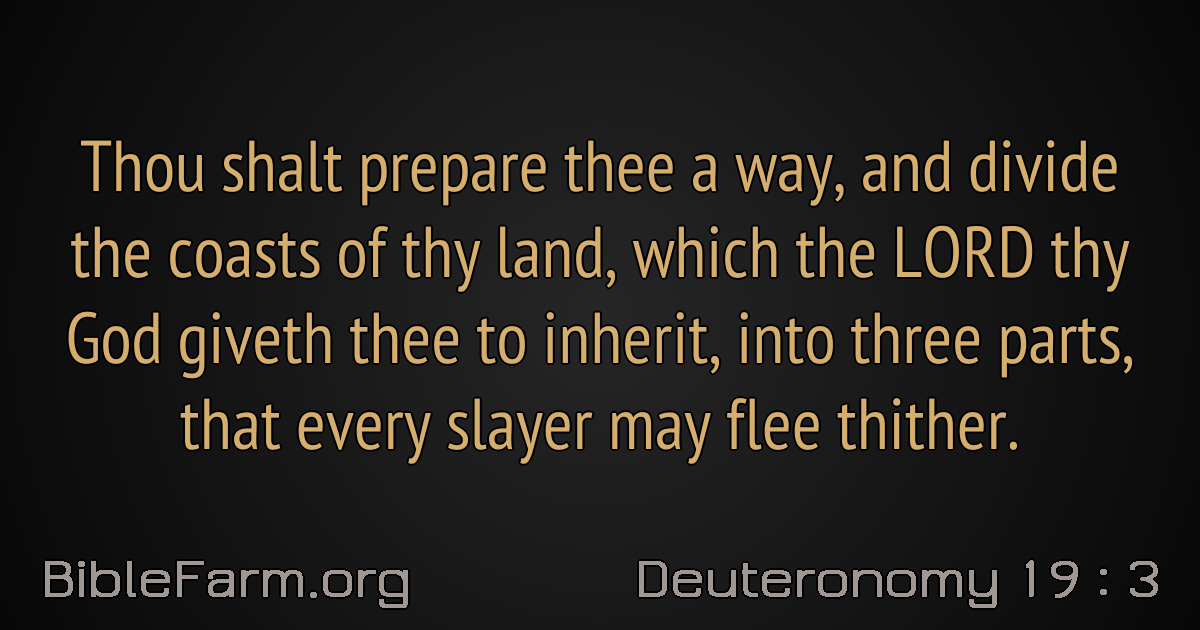 Thou shalt prepare thee a way, and divide
the coasts of thy land, which the LORD thy
God giveth thee to inherit, into three parts,
that every slayer may flee thither.
BibleFarm.org
Deuteronomy 19 : 3